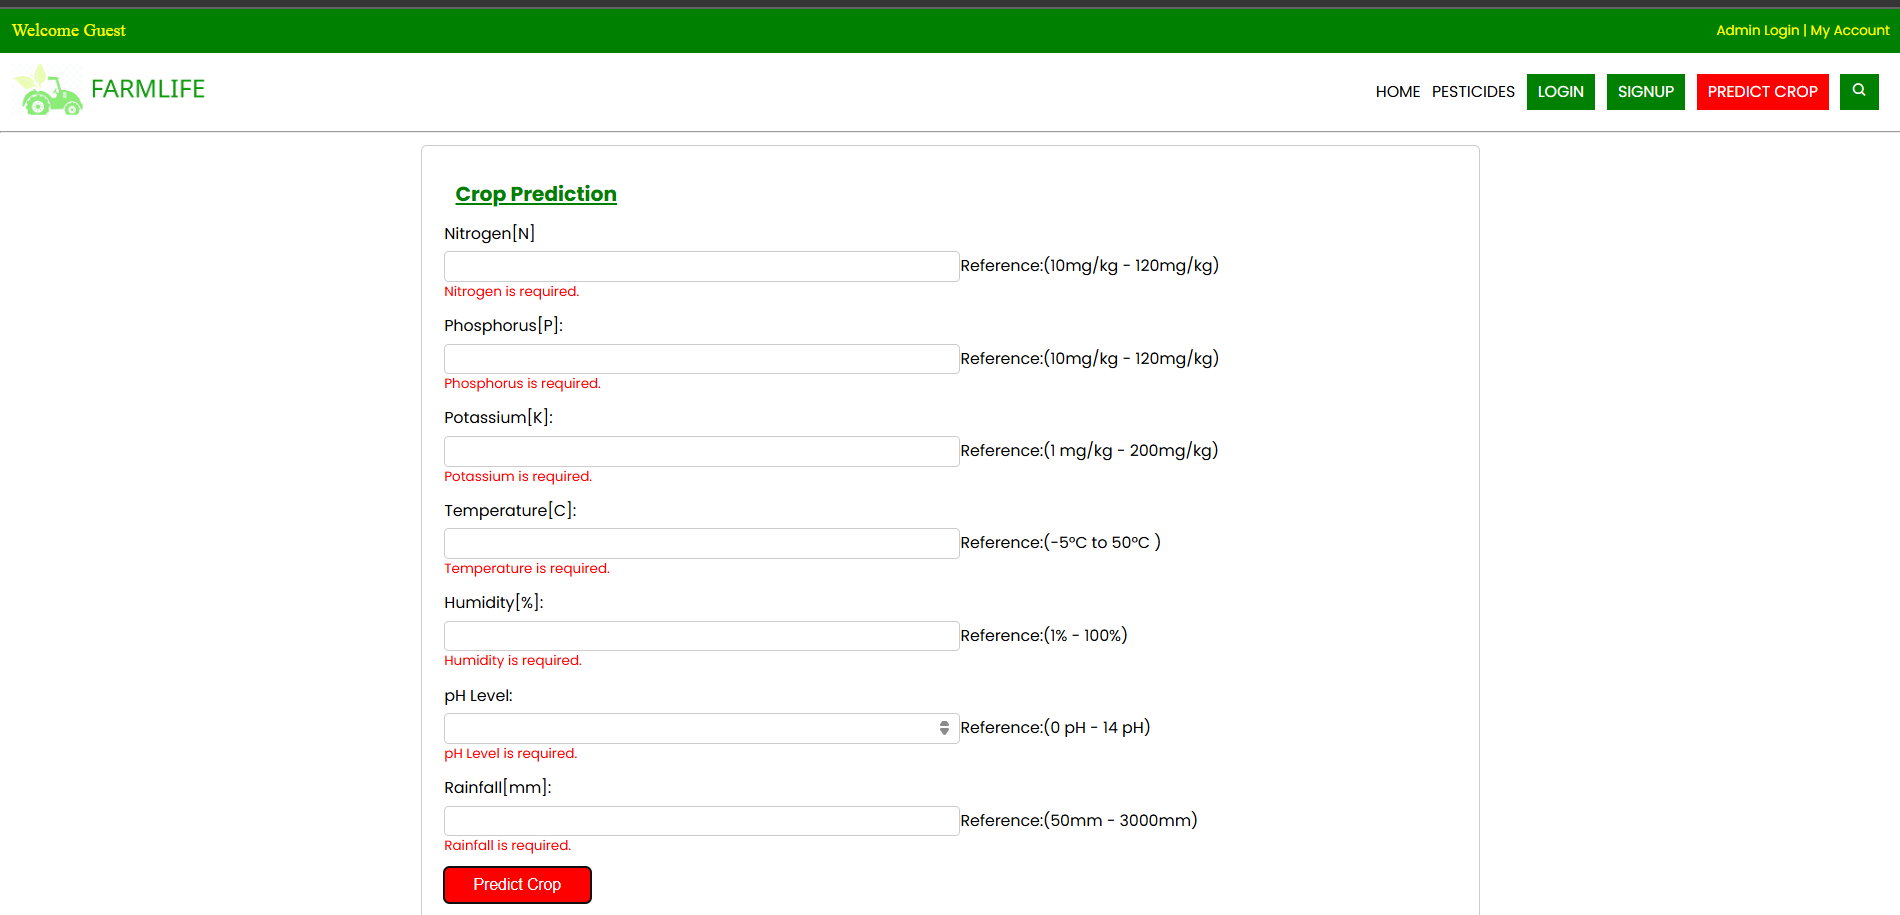 Welcome Guest
Admin Login | My Account
FARMLIFE
HOME PESTICIDES LOGIN SIGNUP PREDICT CROP
Crop Prediction
Nitrogen[N]
Reference:(10mg/kg - 120mg/kg)
Nitrogen is required.
Phosphorus[P]:
Reference:(10mg/kg - 120mg/kg)
Phosphorus is required.
Potassium[K]:
Reference:(1 mg/kg - 200mg/kg)
Potassium is required.
Temperature[C]:
Reference:(-5°C to 50°C )
Temperature is required.
Humidity[%]:
Reference:(1% - 100%)
Humidity is required.
pH Level:
Reference:(0 pH - 14 pH)
pH Level is required.
Rainfall[mm]:
Reference:(50mm - 3000mm)
Rainfall is required.
Predict Crop